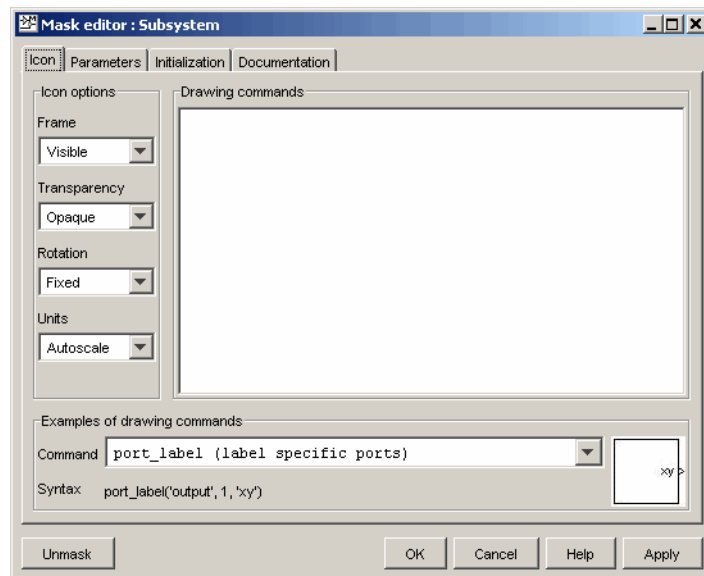 Mask editor : Subsystem
Icon Parameters Initialization Documentation
Icon options
Drawing commands
Frame
Visible
Transparency
Opaque
Rotation
Fixed
Units
Autoscale
Examples of drawing commands
Command port_label (label specific ports)
xy >
Syntax port_label('output', 1, 'xy')
Unmask OK Cancel Help Apply